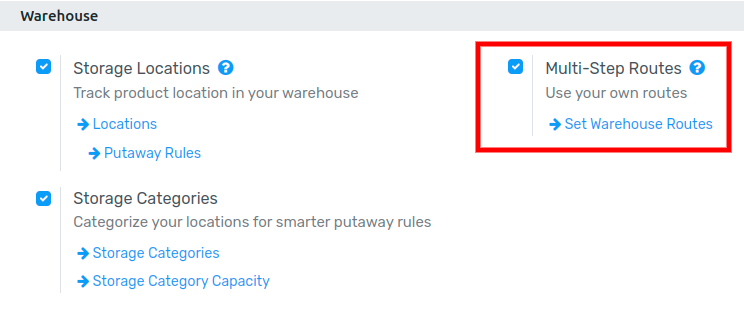 Warehouse
Storage Locations ?
Track product location in your warehouse
Locations
Putaway Rules
Multi-Step Routes ?
Use your own routes
Set Warehouse Routes
Storage Categories
Categorize your locations for smarter putaway rules
Storage Categories
Storage Category Capacity